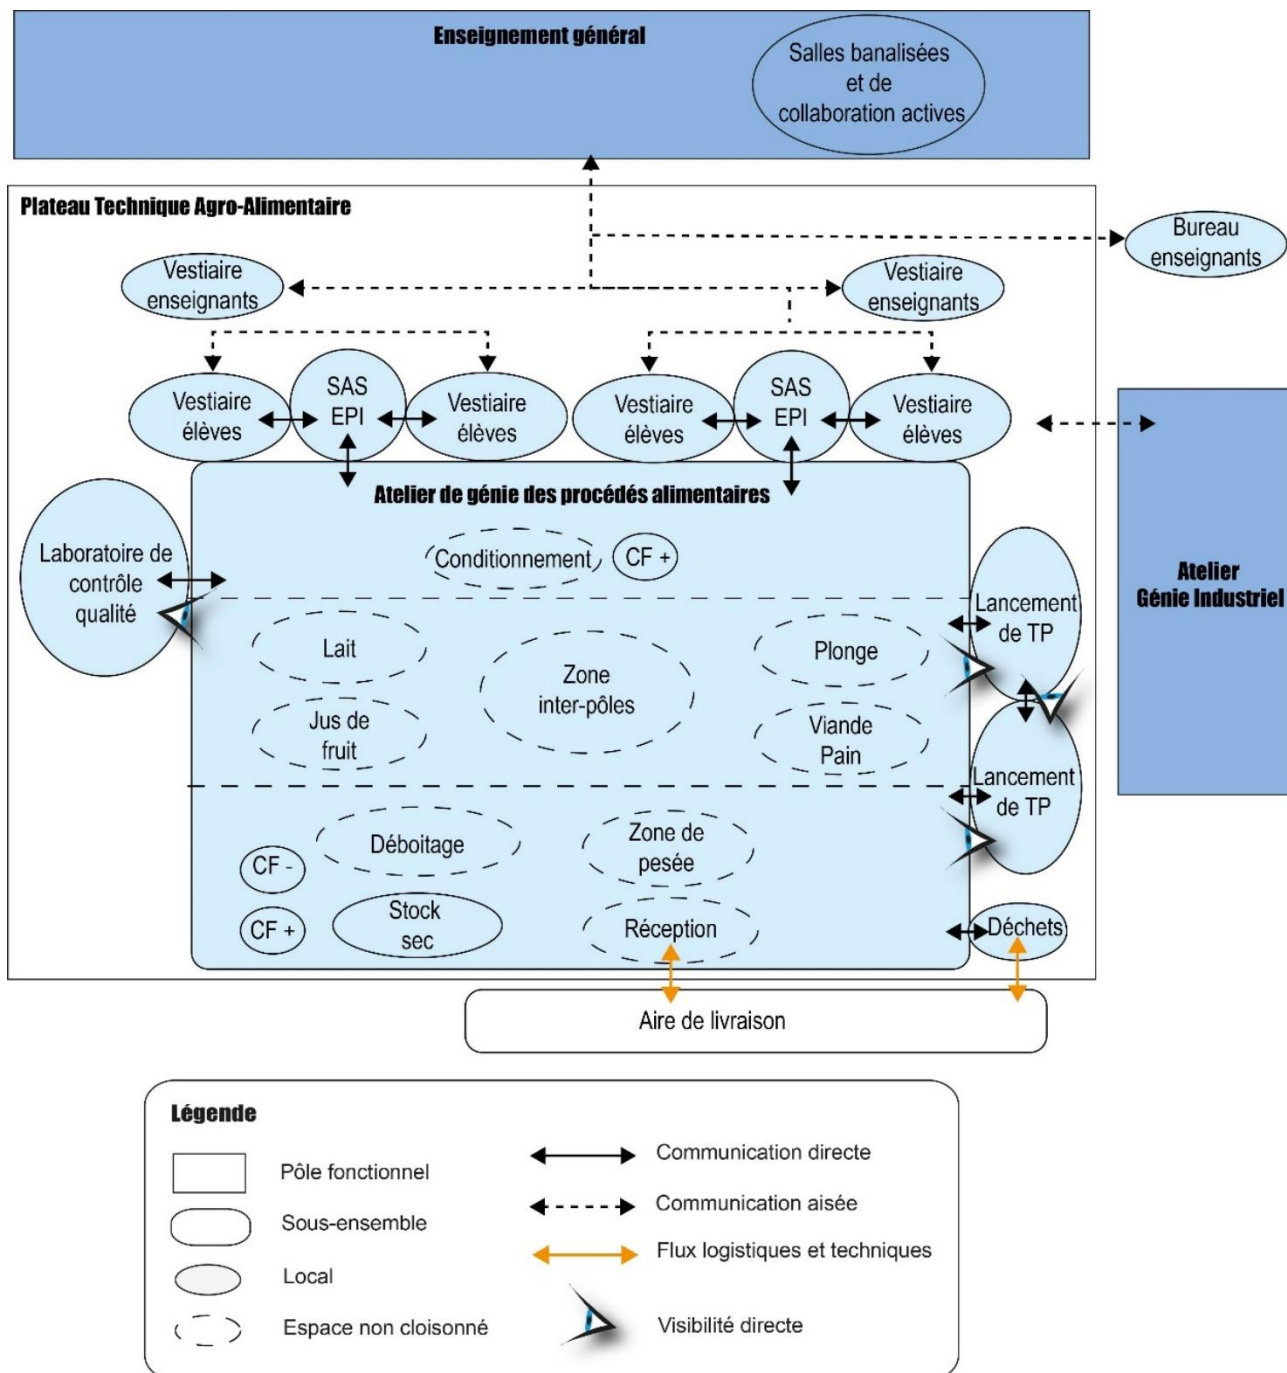 Enseignement général
Salles banalisées
et de
collaboration actives
Plateau Technique Agro-Alimentaire
Bureau
enseignants
Vestiaire
enseignants
Vestiaire
enseignants
Vestiaire
élèves
SAS
EPI
Vestiaire
élèves
Vestiaire
élèves
SAS
EPI
Vestiaire
élèves
Atelier de génie des procédés alimentaires
Laboratoire de
contrôle
qualité
Conditionnement
CF +
Lancement
de TP
Atelier
Génie Industriel
Lait
Zone
inter-pôles
Plonge
Jus de
fruit
Viande
Pain
Lancement
de TP
Déboitage
Zone de
pesée
CF -
CF +
Stock
sec
Réception
Déchets
Aire de livraison
Légende
Pôle fonctionnel
Sous-ensemble
Local
Espace non cloisonné
Communication directe
Communication aisée
Flux logistiques et techniques
Visibilité directe